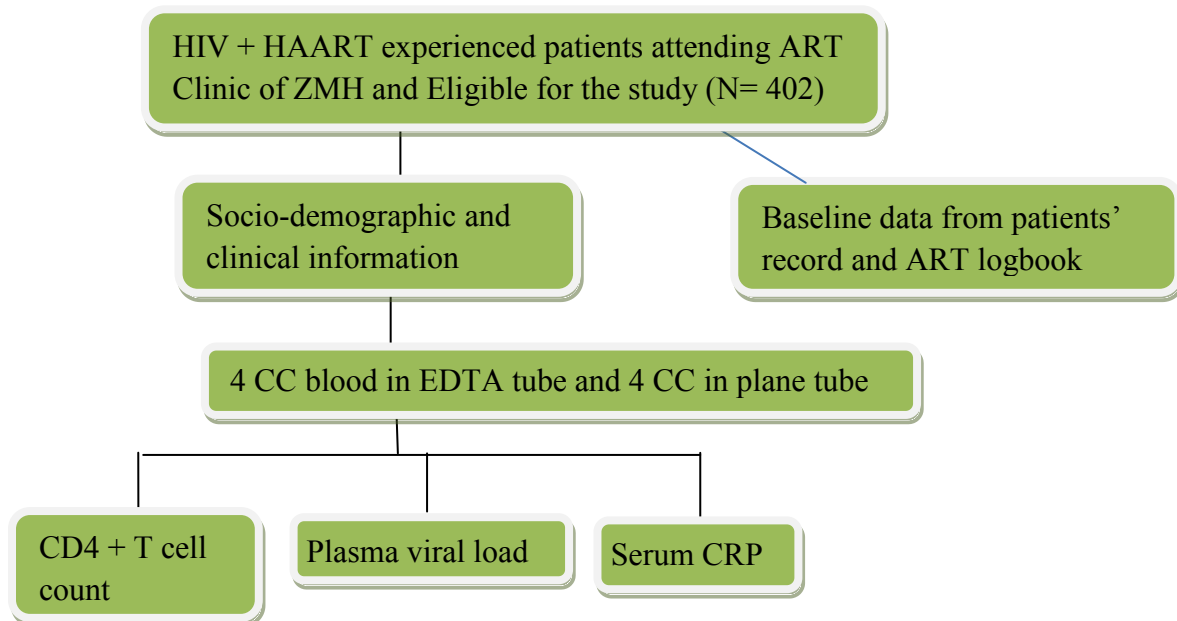 HIV + HAART experienced patients attending ART
Clinic of ZMH and Eligible for the study (N= 402)
Socio-demographic and
clinical information
Baseline data from patients’
record and ART logbook
4 CC blood in EDTA tube and 4 CC in plane tube
CD4 + T cell
count
Plasma viral load
Serum CRP